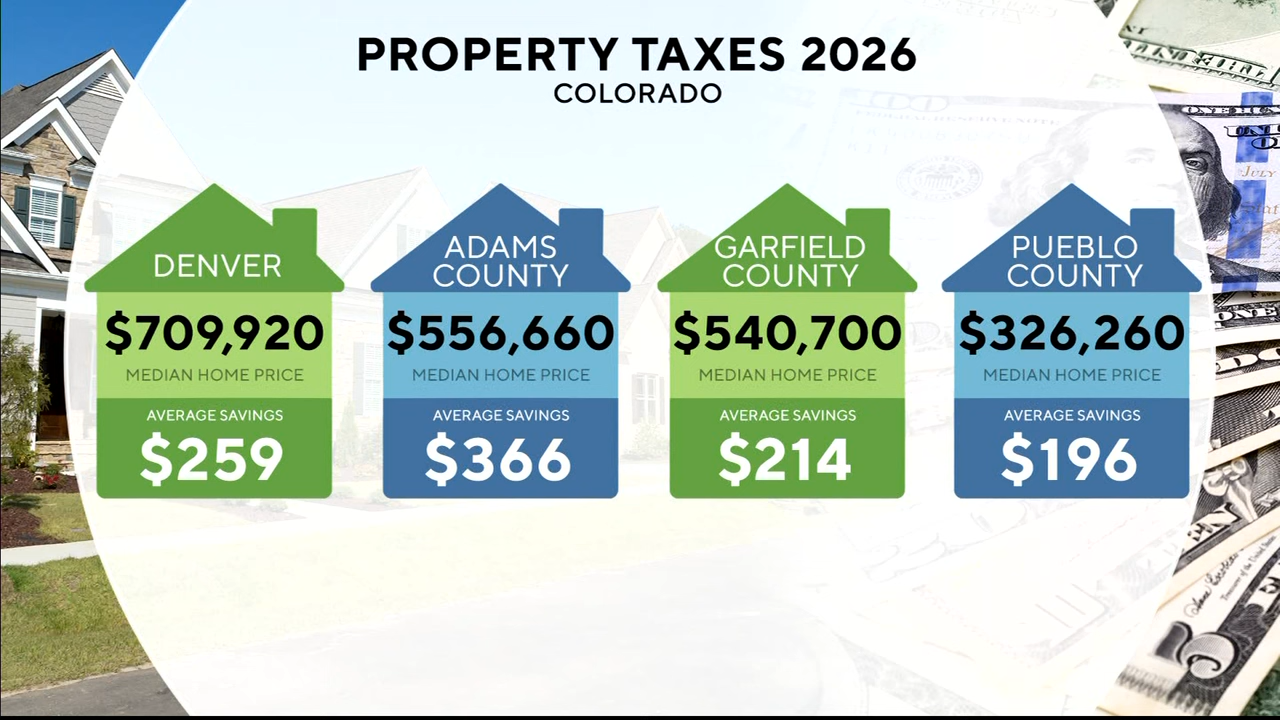 PROPERTY TAXES 2026
COLORADO
DENVER
$709,920
MEDIAN HOME PRICE
AVERAGE SAVINGS
$259
ADAMS
COUNTY
$556,660
MEDIAN HOME PRICE
AVERAGE SAVINGS
$366
GARFIELD
COUNTY
$540,700
MEDIAN HOME PRICE
AVERAGE SAVINGS
$214
PUEBLO
COUNTY
$326,260
MEDIAN HOME PRICE
AVERAGE SAVINGS
$196